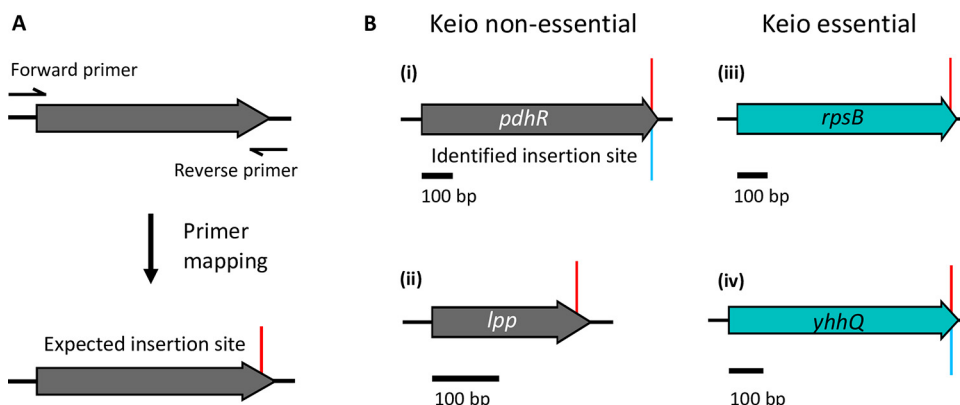 A
Forward primer
Reverse primer
Primer
mapping
Expected insertion site
B
Keio non-essential
Keio essential
(i)
pdhR
Identified insertion site
100 bp
(iii)
rpsB
100 bp
(ii)
lpp
100 bp
(iv)
yhhQ
100 bp